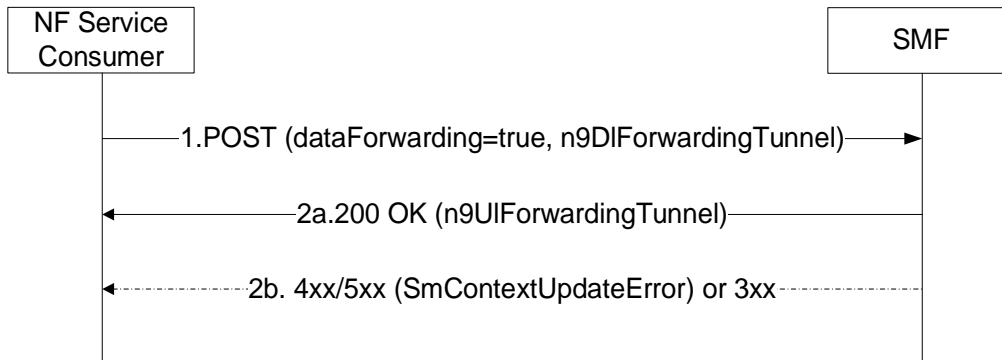 NF Service
Consumer
SMF
1.POST (dataForwarding=true, n9DlForwardingTunnel)
2a.200 OK (n9UlForwardingTunnel)
2b. 4xx/5xx (SmContextUpdateError) or 3xx